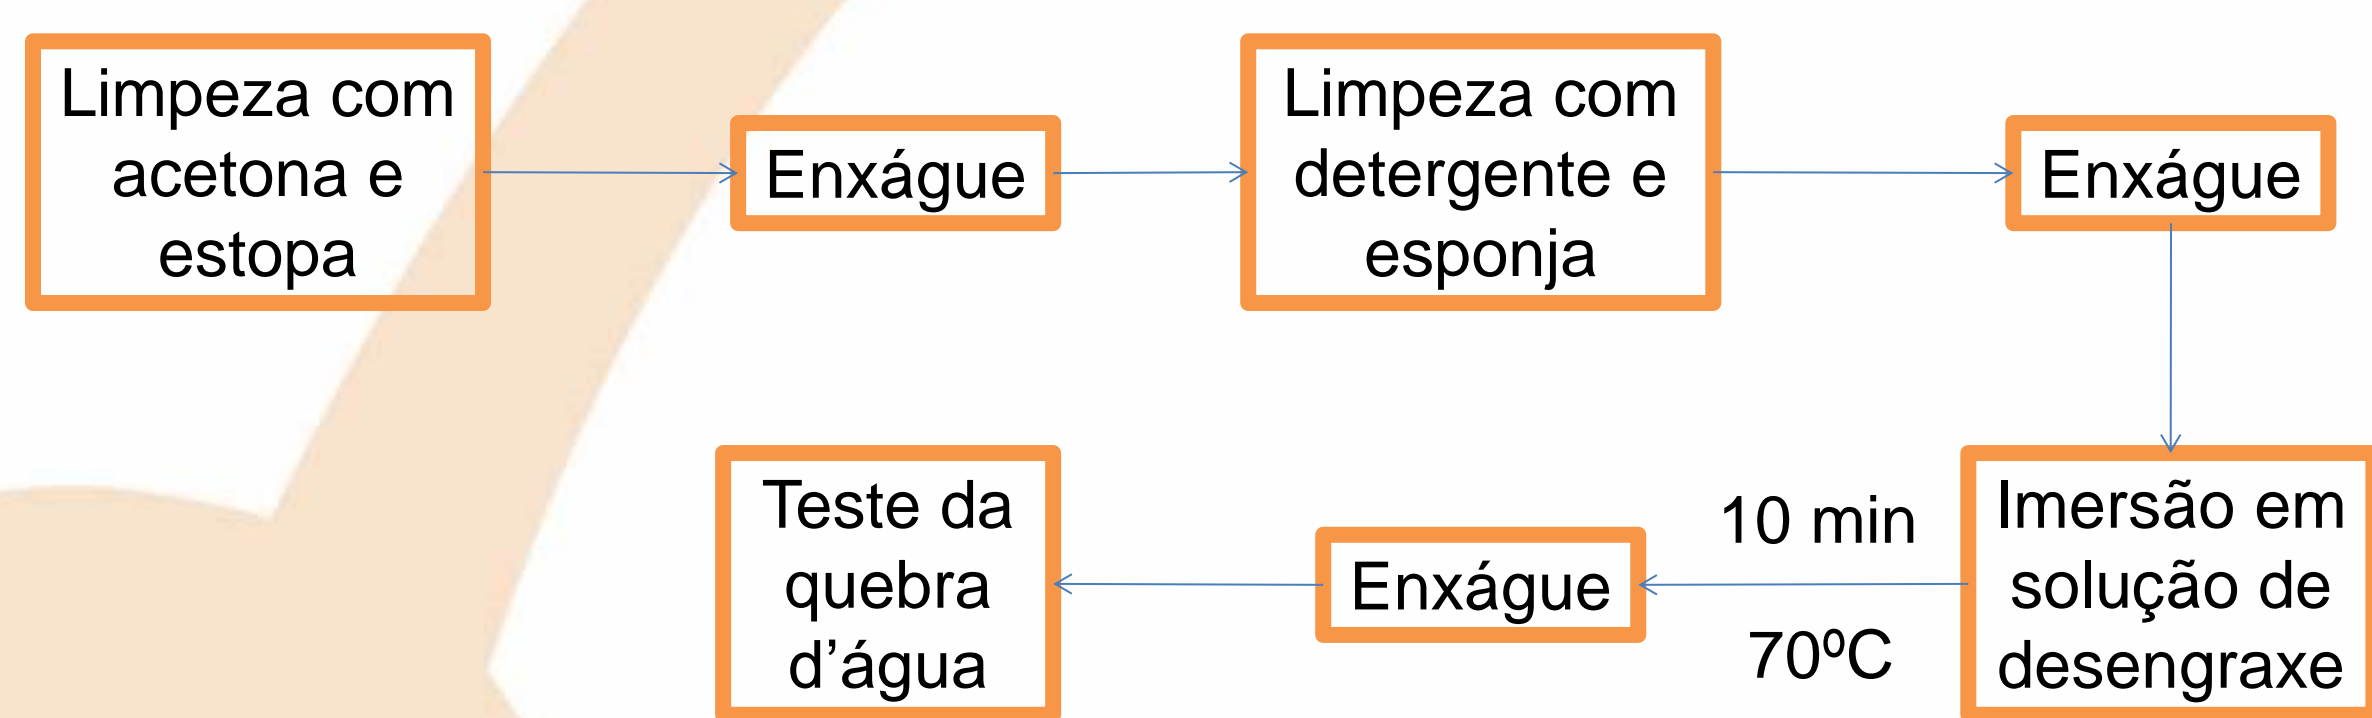 Limpeza com
acetona e
estopa
Enxágue
Limpeza com
detergente e
esponja
Enxágue
Imersão em
solução de
desengraxe
10 min
70ºC
Enxágue
Teste da
quebra
d’água